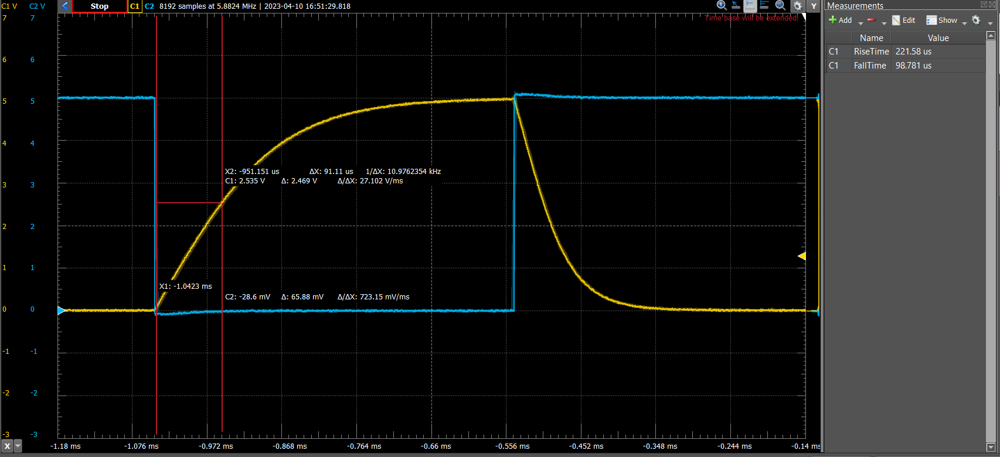 C1 V C2 V Stop C1 C2 8192 samples at 5.8824 MHz | 2023-04-10 16:51:29.818 Y
Time base will be extended!
7 7
6 6
5 5
4 4
3 3
2 2
1 1
0 0
-1 -1
-2 -2
-3 -3
X2: -951.151 us ΔX: 91.11 us 1/ΔX: 10.9762354 kHz
C1: 2.535 V Δ: 2.469 V Δ/ΔX: 27.102 V/ms
X1: -1.0423 ms
C2: -28.6 mV Δ: 65.88 mV Δ/ΔX: 723.15 mV/ms
X -1.18 ms -1.076 ms -0.972 ms -0.868 ms -0.764 ms -0.66 ms -0.556 ms -0.452 ms -0.348 ms -0.244 ms -0.14 ms
Measurements
Add Edit Show
Name Value
C1 RiseTime 221.58 us
C1 FallTime 98.781 us